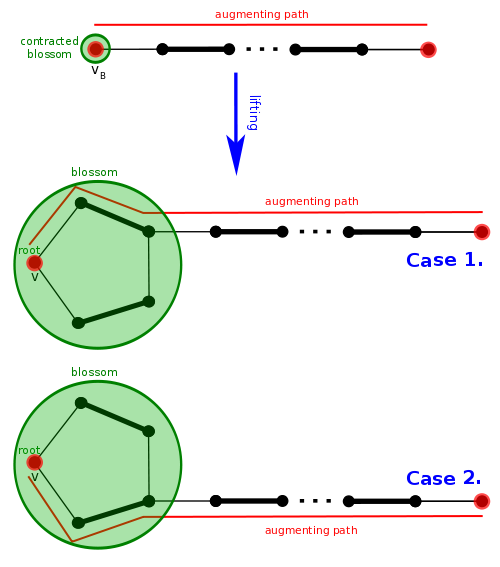 augmenting path
contracted
blossom
v_B
lifting
blossom
augmenting path
root
v
Case 1.
blossom
root
v
Case 2.
augmenting path